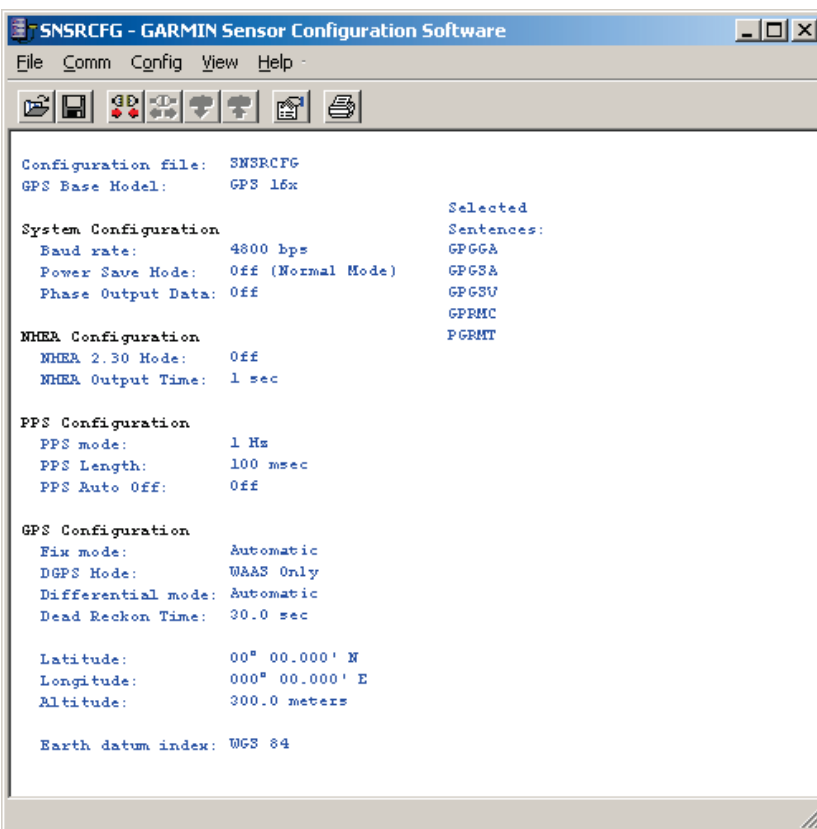 SNSRCFG - GARMIN Sensor Configuration Software
File Comm Config View Help
Configuration file: SNSRCFG
GPS Base Model: GPS 16x
System Configuration
Baud rate: 4800 bps
Power Save Mode: Off (Normal Mode)
Phase Output Data: Off
NMEA Configuration
NMEA 2.30 Mode: Off
NMEA Output Time: 1 sec
PPS Configuration
PPS mode: 1 Hz
PPS Length: 100 msec
PPS Auto Off: Off
GPS Configuration
Fix mode: Automatic
DGPS Mode: WAAS Only
Differential mode: Automatic
Dead Reckon Time: 30.0 sec
Latitude: 00° 00.000' N
Longitude: 000° 00.000' E
Altitude: 300.0 meters
Earth datum index: WGS 84
Selected
Sentences:
GPGGA
GPGSA
GPGSV
GPRMC
PGRMT